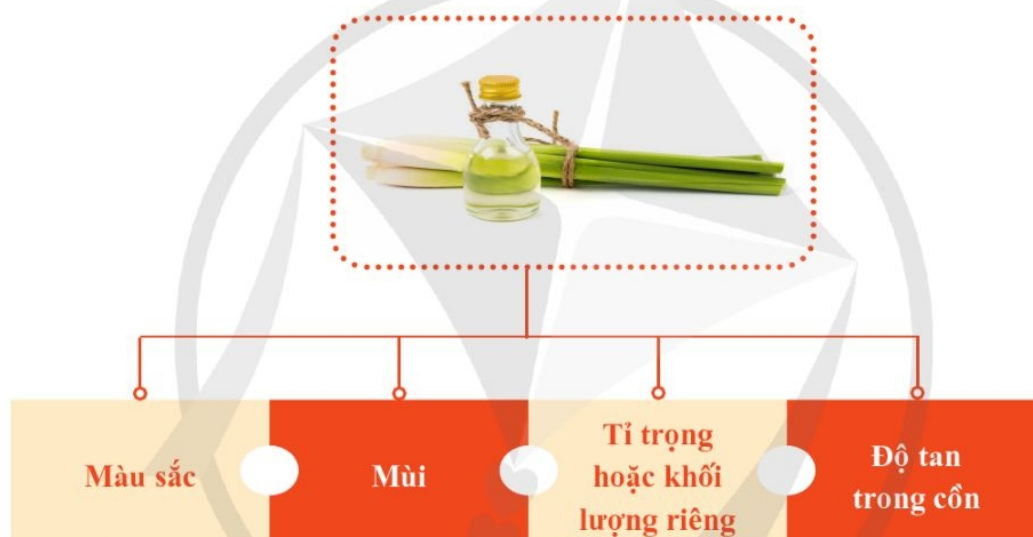 Màu sắc
Mùi
Tỉ trọng
hoặc khối
lượng riêng
Độ tan
trong cồn